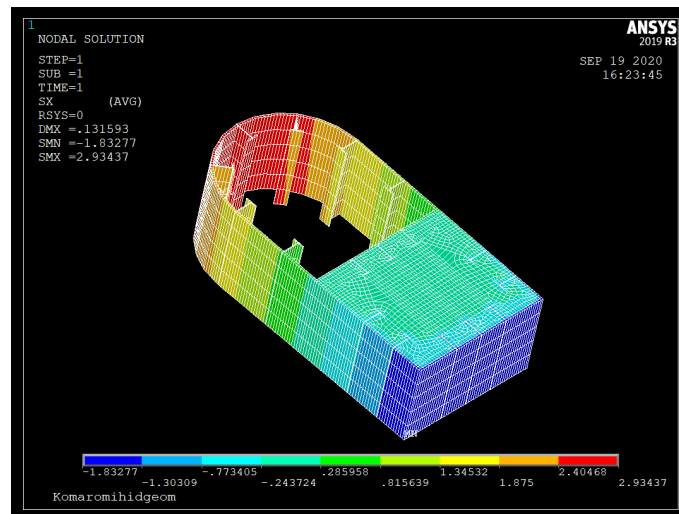 1
NODAL SOLUTION
STEP=1
SUB =1
TIME=1
SX (AVG)
RSYS=0
DMX =.131593
SMN =-1.83277
SMX =2.93437
ANSYS
2019 R3
SEP 19 2020
16:23:45
MN
-1.83277 -.773405 .285958 1.34532 2.40468
-1.30309 -.243724 .815639 1.875 2.93437
Komaromihidgeom